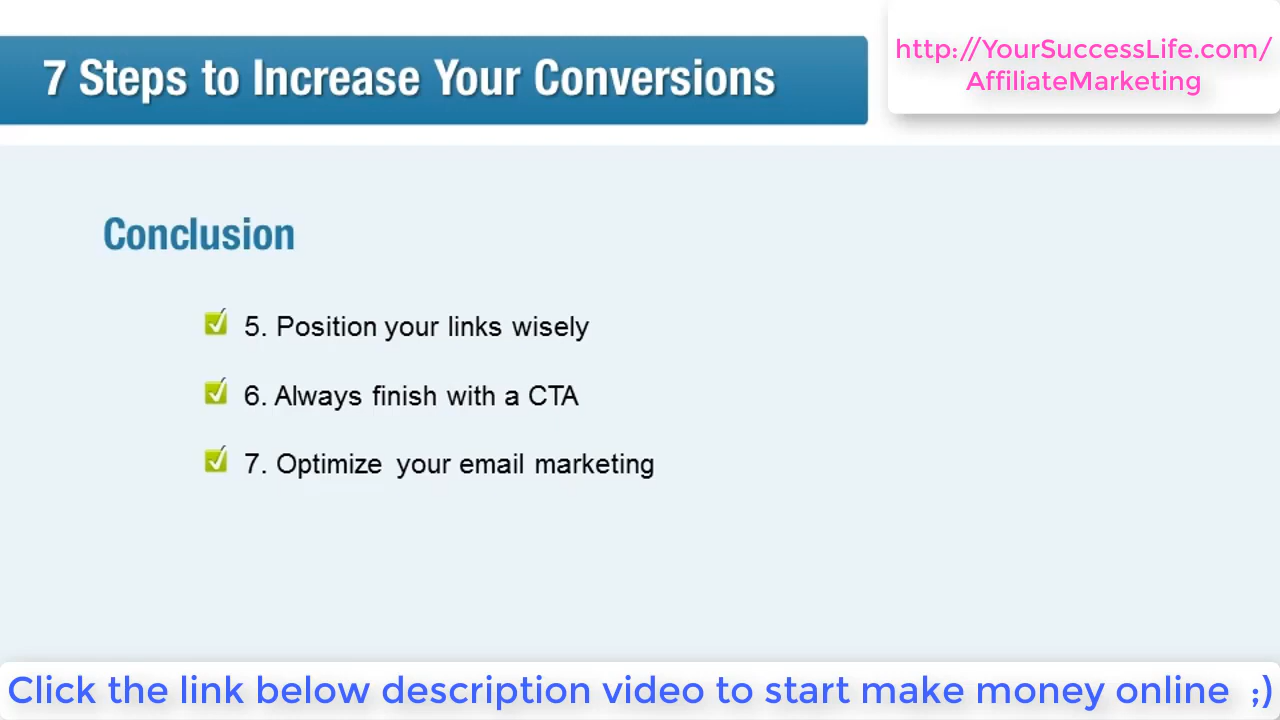 7 Steps to Increase Your Conversions
http://YourSuccessLife.com/
AffiliateMarketing
Conclusion
5. Position your links wisely
6. Always finish with a CTA
7. Optimize your email marketing
Click the link below description video to start make money online ;)